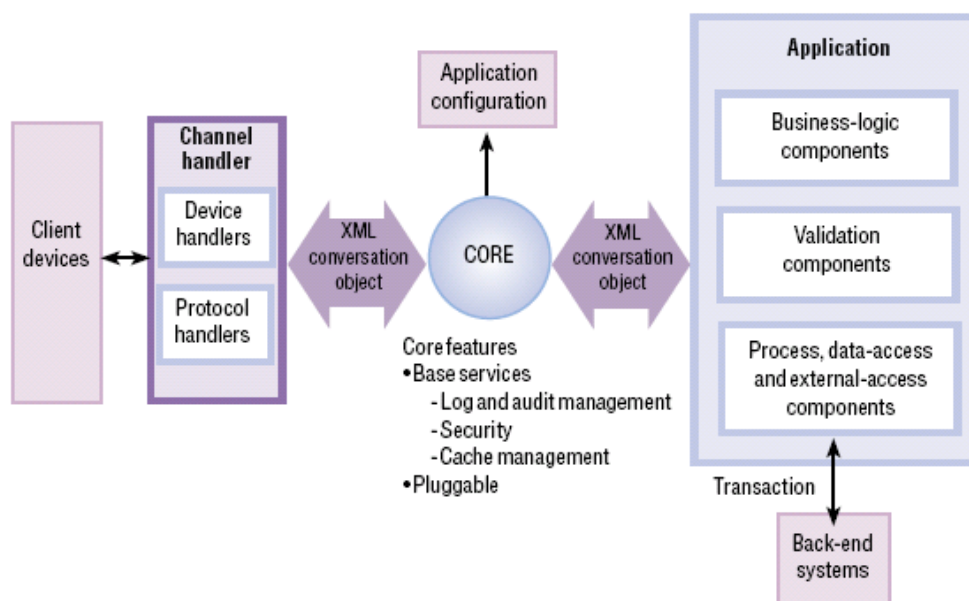 Client
devices
Channel
handler
Device
handlers
Protocol
handlers
XML
conversation
object
Application
configuration
CORE
Core features
•Base services
-Log and audit management
-Security
-Cache management
•Pluggable
XML
conversation
object
Application
Business-logic
components
Validation
components
Process, data-access
and external-access
components
Transaction
Back-end
systems